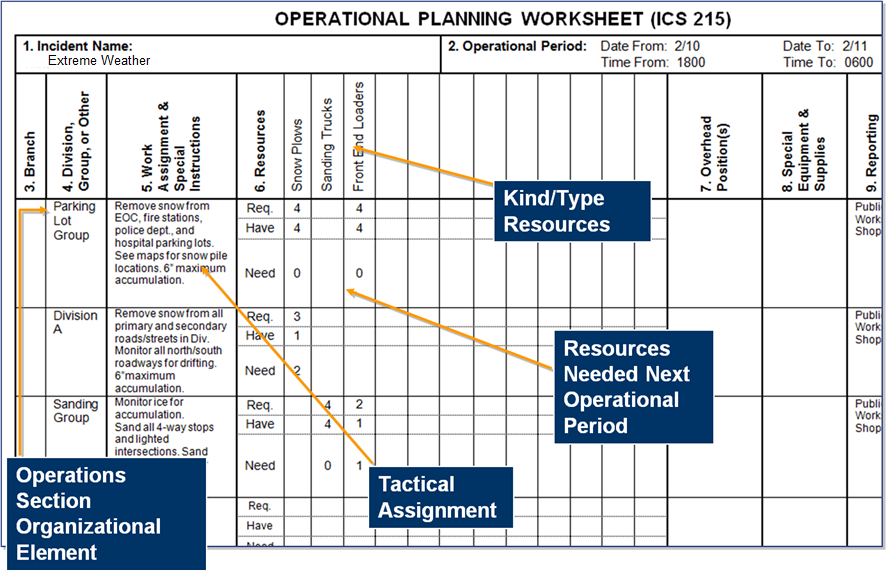 OPERATIONAL PLANNING WORKSHEET (ICS 215)
1. Incident Name:
Extreme Weather
2. Operational Period: Date From: 2/10 Date To: 2/11
Time From: 1800 Time To: 0600
3. Branch
4. Division,
Group, or Other
5. Work
Assignment &
Special
Instructions
6. Resources
Snow Plows
Sanding Trucks
Front End Loaders
7. Overhead
Position(s)
8. Special
Equipment &
Supplies
9. Reporting
Kind/Type
Resources
Parking
Lot
Group
Remove snow from
EOC, fire stations,
police dept., and
hospital parking lots.
See maps for snow pile
locations. 6" maximum
accumulation.
Req. 4 4
Have 4 4
Need 0 0
Publi
Work
Shop
Division
A
Remove snow from all
primary and secondary
roads/streets in Div.
Monitor all north/south
roadways for drifting.
6"maximum
accumulation.
Req. 3
Have 1
Need 2
Publi
Work
Shop
Resources
Needed Next
Operational
Period
Sanding
Group
Monitor ice for
accumulation.
Sand all 4-way stops
and lighted
intersections. Sand
Req. 4 2
Have 4 1
Need 0 1
Publi
Work
Shop
Operations
Section
Organizational
Element
Tactical
Assignment
Req.
Have